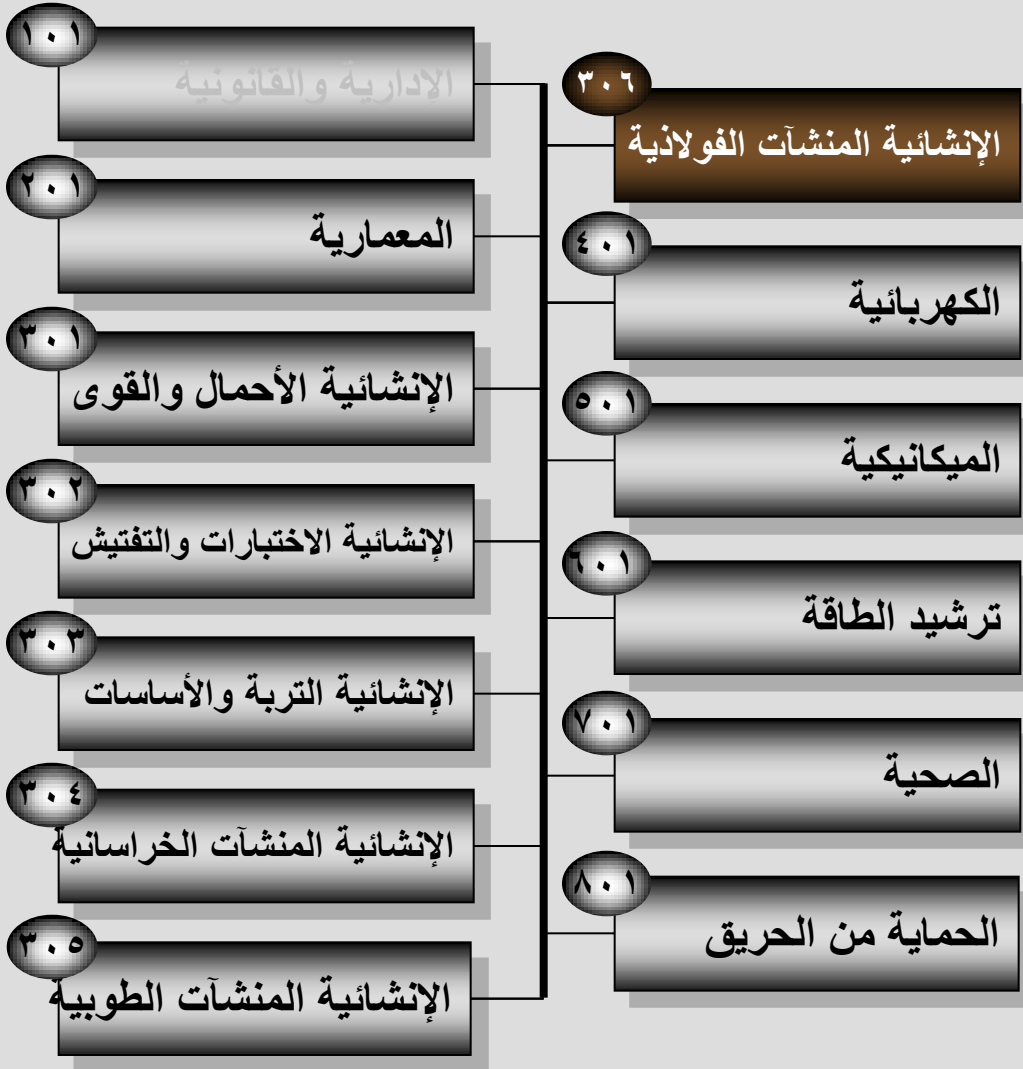 ٣٠٦
الإنشائية المنشآت الفولاذية
٤٠١
الكهربائية
٥٠١
الميكانيكية
٦٠١
ترشيد الطاقة
٧٠١
الصحية
٨٠١
الحماية من الحريق
١٠١
الادارية والقانونية
٢٠١
المعمارية
٣٠١
الإنشائية الأحمال والقوى
٣٠٢
الإنشائية الاختبارات والتفتيش
٣٠٣
الإنشائية التربة والأساسات
٣٠٤
الإنشائية المنشآت الخراسانية
٣٠٥
الإنشائية المنشآت الطوبية